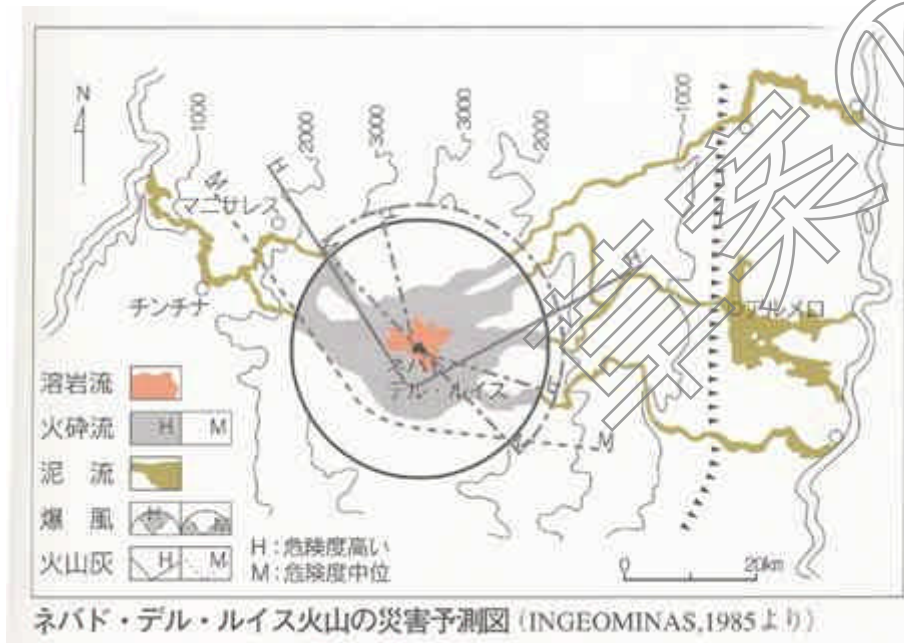 N
1000
2000
3000
3000
2000
1000
H
M
マニサレス
チンチナ
H
アルメロ
デル・ルイス
M
溶岩流
火砕流 H M
泥流
爆風
火山灰 H M
H:危険度高い
M:危険度中位
0 20km
ネバド・デル・ルイス火山の災害予測図(INGEOMINAS,1985より)